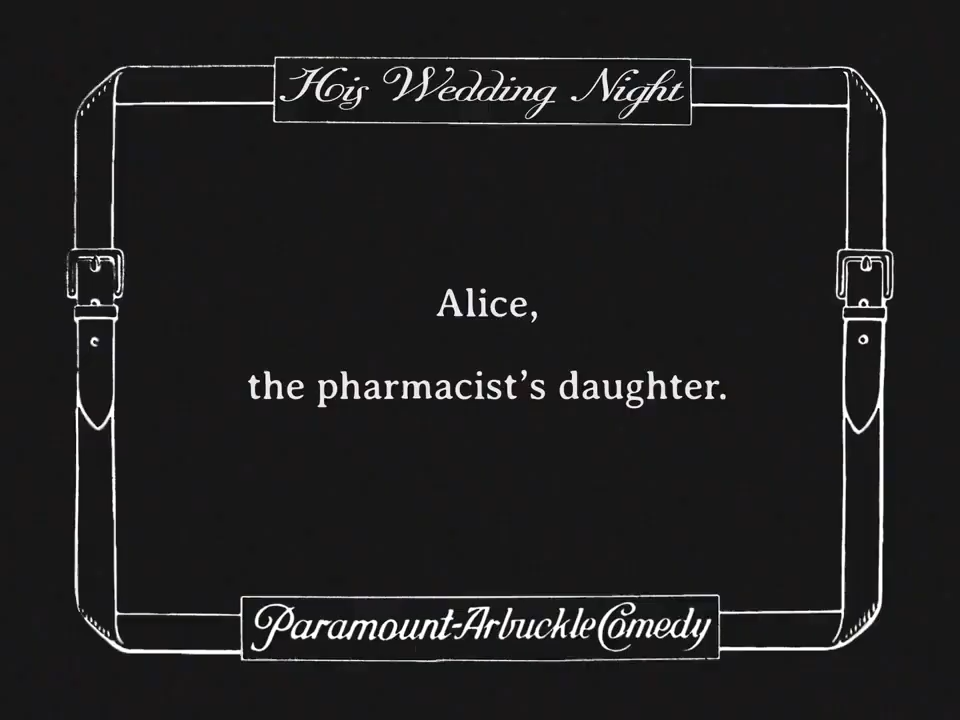 His Wedding Night
Alice,
the pharmacist’s daughter.
Paramount-Arbuckle Comedy